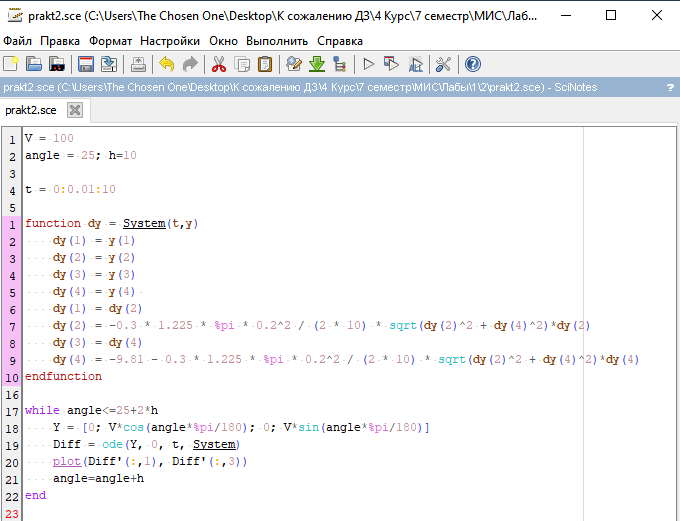 prakt2.sce (C:\Users\The Chosen One\Desktop\К сожалению ДЗ\4 Курс\7 семестр\МИС\Лаб...
Файл Правка Формат Настройки Окно Выполнить Справка
prakt2.sce (C:\Users\The Chosen One\Desktop\К сожалению ДЗ\4 Курс\7 семестр\МИС\Лабы\1\2\prakt2.sce) - SciNotes ?
prakt2.sce
1 V = 100
2 angle = 25; h=10
3
4 t = 0:0.01:10
5
1 function dy = System(t,y)
2 dy(1) = y(1)
3 dy(2) = y(2)
4 dy(3) = y(3)
5 dy(4) = y(4)
6 dy(1) = dy(2)
7 dy(2) = -0.3 * 1.225 * %pi * 0.2^2 / (2 * 10) * sqrt(dy(2)^2 + dy(4)^2)*dy(2)
8 dy(3) = dy(4)
9 dy(4) = -9.81 - 0.3 * 1.225 * %pi * 0.2^2 / (2 * 10) * sqrt(dy(2)^2 + dy(4)^2)*dy(4)
10 endfunction
16
17 while angle<=25+2*h
18 Y = [0; V*cos(angle*%pi/180); 0; V*sin(angle*%pi/180)]
19 Diff = ode(Y, 0, t, System)
20 plot(Diff'(:,1), Diff'(:,3))
21 angle=angle+h
22 end
23